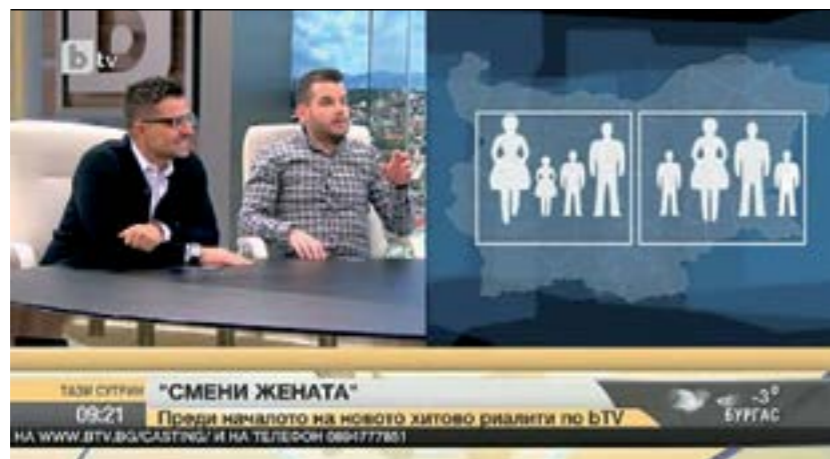 btv
ТАЗИ СУТРИН
"СМЕНИ ЖЕНАТА"
-3°
09:21
Преди началото на новото хитово риалити по bTV
БУРГАС
НА WWW.BTV.BG/CASTING/ И НА ТЕЛЕФОН 0894777851